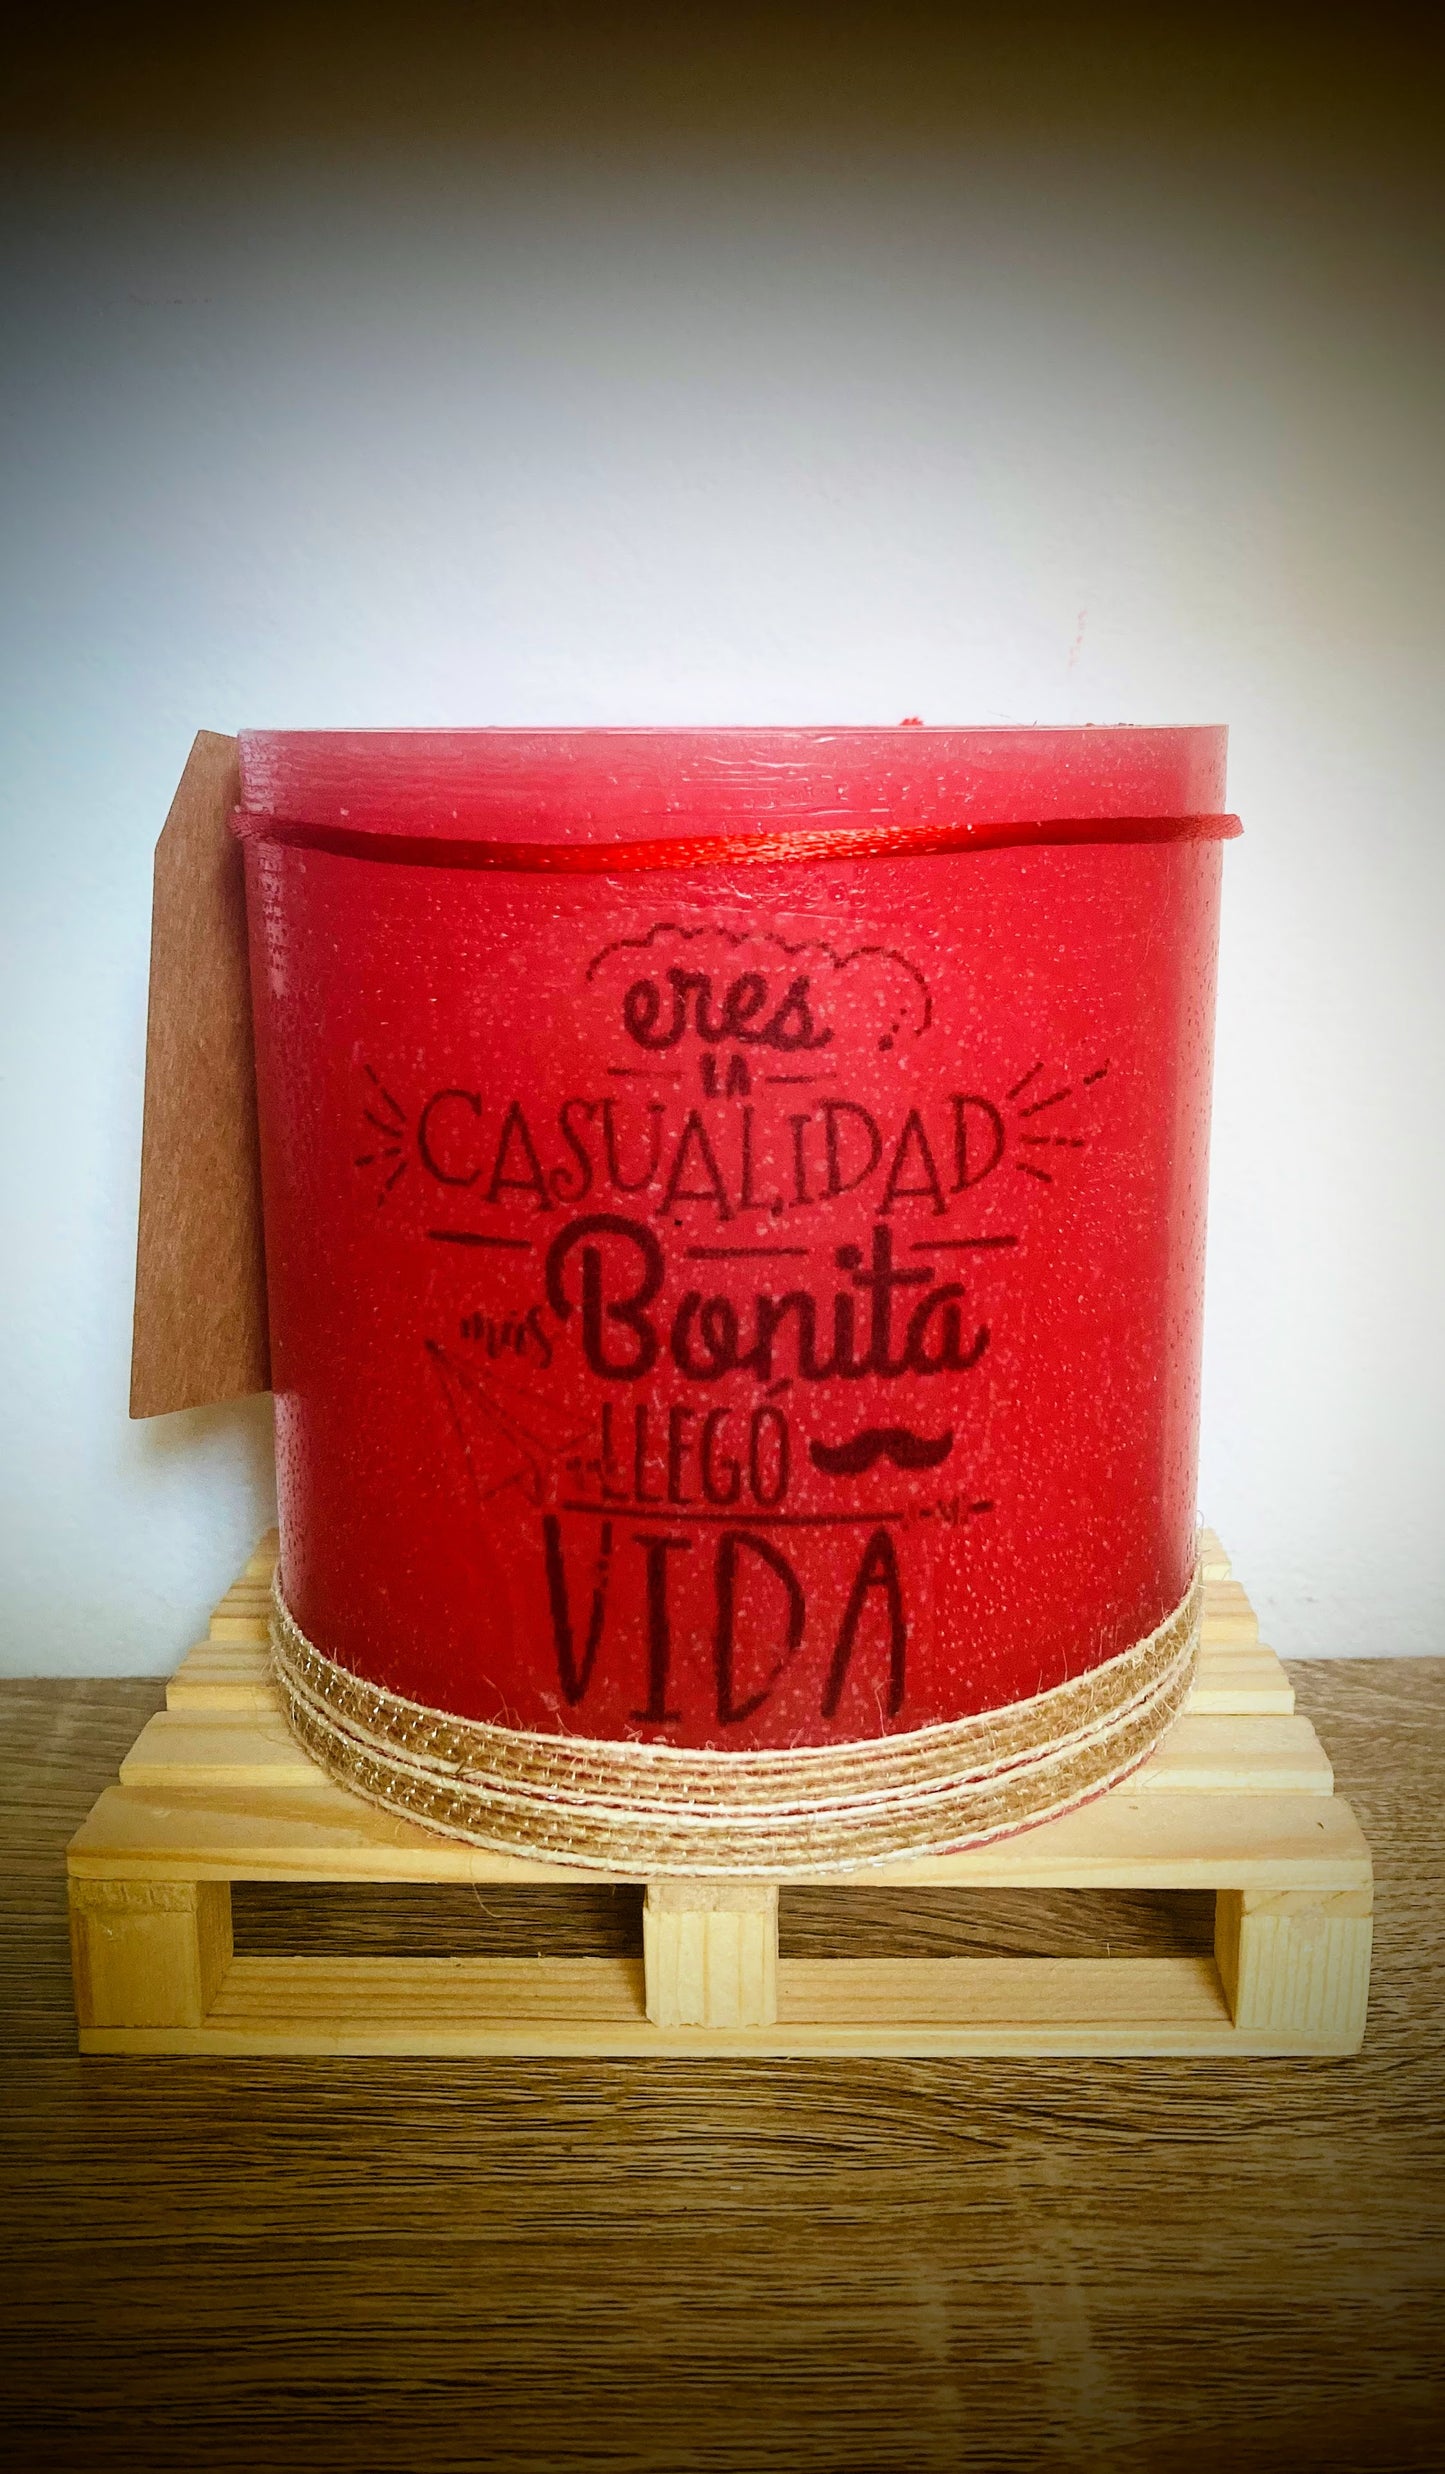 eres
LA
CASUALIDAD
más Bonita
LLEGÓ
VIDA